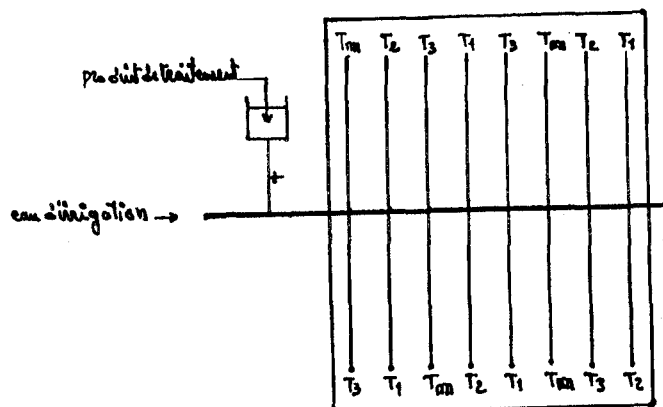 Tm T2 T3 T1 T3 Tm T2 T1
produit de traitement
eau d'irrigation →
T3 T1 Tm T2 T1 Tm T3 T2